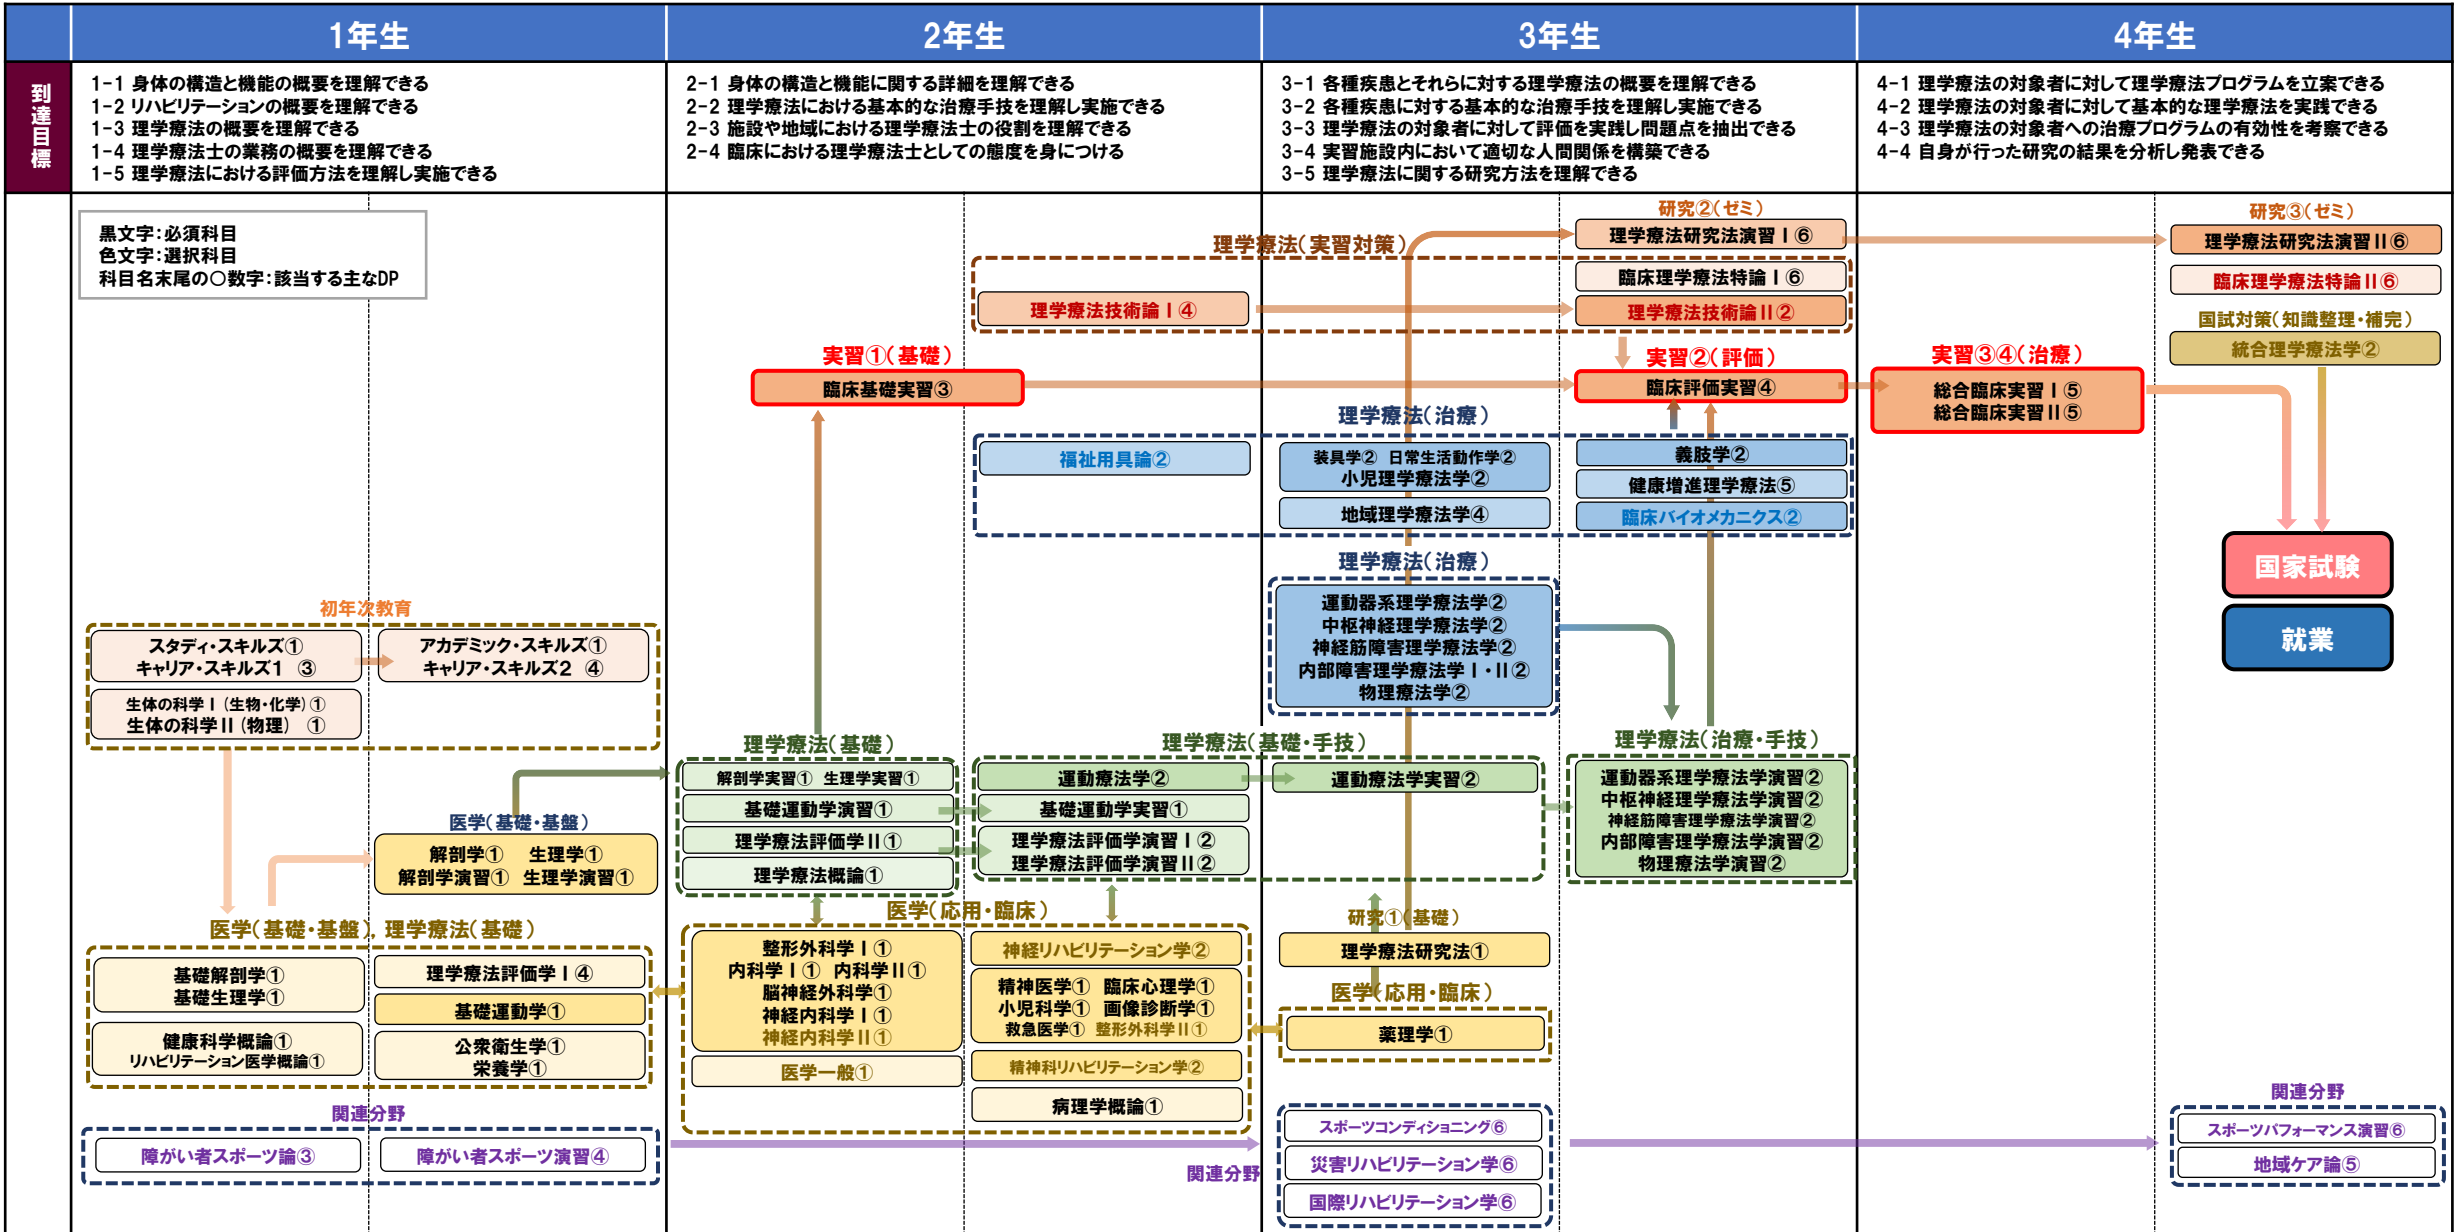 1年生
2年生
3年生
4年生
到達目標
1-1 身体の構造と機能の概要を理解できる
1-2 リハビリテーションの概要を理解できる
1-3 理学療法の概要を理解できる
1-4 理学療法士の業務の概要を理解できる
1-5 理学療法における評価方法を理解し実施できる
2-1 身体の構造と機能に関する詳細を理解できる
2-2 理学療法における基本的な治療手技を理解し実施できる
2-3 施設や地域における理学療法士の役割を理解できる
2-4 臨床における理学療法士としての態度を身につける
3-1 各種疾患とそれらに対する理学療法の概要を理解できる
3-2 各種疾患に対する基本的な治療手技を理解し実施できる
3-3 理学療法の対象者に対して評価を実践し問題点を抽出できる
3-4 実習施設内において適切な人間関係を構築できる
3-5 理学療法に関する研究方法を理解できる
4-1 理学療法の対象者に対して理学療法プログラムを立案できる
4-2 理学療法の対象者に対して基本的な理学療法を実践できる
4-3 理学療法の対象者への治療プログラムの有効性を考察できる
4-4 自身が行った研究の結果を分析し発表できる
黒文字:必須科目
色文字:選択科目
科目名末尾の○数字:該当する主なDP
研究②(ゼミ)
理学療法研究法演習Ⅰ⑥
研究③(ゼミ)
理学療法研究法演習Ⅱ⑥
理学療法(実習対策)
臨床理学療法特論Ⅰ⑥
臨床理学療法特論Ⅱ⑥
理学療法技術論Ⅰ④
理学療法技術論Ⅱ②
国試対策(知識整理・補完)
統合理学療法学②
実習①(基礎)
臨床基礎実習③
実習②(評価)
臨床評価実習④
実習③④(治療)
総合臨床実習Ⅰ⑤
総合臨床実習Ⅱ⑤
理学療法(治療)
福祉用具論②
装具学② 日常生活動作学②
小児理学療法学②
地域理学療法学④
義肢学②
健康増進理学療法⑤
臨床バイオメカニクス②
国家試験
就業
理学療法(治療)
運動器系理学療法学②
中枢神経理学療法学②
神経筋障害理学療法学②
内部障害理学療法学Ⅰ・Ⅱ②
物理療法学②
初年次教育
スタディ・スキルズ①
キャリア・スキルズ1 ③
アカデミック・スキルズ①
キャリア・スキルズ2 ④
生体の科学Ⅰ(生物・化学)①
生体の科学Ⅱ(物理) ①
理学療法(基礎)
解剖学実習① 生理学実習①
基礎運動学演習①
理学療法評価学Ⅱ①
理学療法概論①
理学療法(基礎・手技)
運動療法学②
運動療法学実習②
基礎運動学実習①
理学療法評価学演習Ⅰ②
理学療法評価学演習Ⅱ②
理学療法(治療・手技)
運動器系理学療法学演習②
中枢神経理学療法学演習②
神経筋障害理学療法学演習②
内部障害理学療法学演習②
物理療法学演習②
医学(基礎・基盤)
解剖学① 生理学①
解剖学演習① 生理学演習①
医学(基礎・基盤), 理学療法(基礎)
基礎解剖学①
基礎生理学①
理学療法評価学Ⅰ④
基礎運動学①
健康科学概論①
リハビリテーション医学概論①
公衆衛生学①
栄養学①
医学(応用・臨床)
整形外科学Ⅰ①
内科学Ⅰ① 内科学Ⅱ①
脳神経外科学①
神経内科学Ⅰ①
神経内科学Ⅱ①
医学一般①
神経リハビリテーション学②
精神医学① 臨床心理学①
小児科学① 画像診断学①
救急医学① 整形外科学Ⅱ①
精神科リハビリテーション学②
病理学概論①
研究①(基礎)
理学療法研究法①
医学(応用・臨床)
薬理学①
関連分野
障がい者スポーツ論③
障がい者スポーツ演習④
関連分野
スポーツコンディショニング⑥
災害リハビリテーション学⑥
国際リハビリテーション学⑥
関連分野
スポーツパフォーマンス演習⑥
地域ケア論⑤